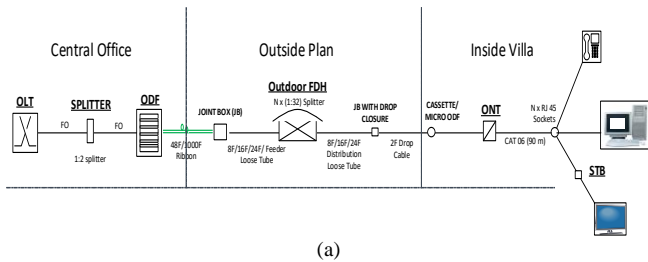 Central Office
Outside Plan
Inside Villa
OLT
SPLITTER
ODF
FO
FO
1:2 splitter
48F/1000F
Ribbon
JOINT BOX (JB)
8F/16F/24F/ Feeder
Loose Tube
Outdoor FDH
N x (1:32) Splitter
8F/16F/24F
Distribution
Loose Tube
JB WITH DROP
CLOSURE
2F Drop
Cable
CASSETTE/
MICRO ODF
ONT
CAT 06 (90 m)
N x RJ 45
Sockets
STB
(a)